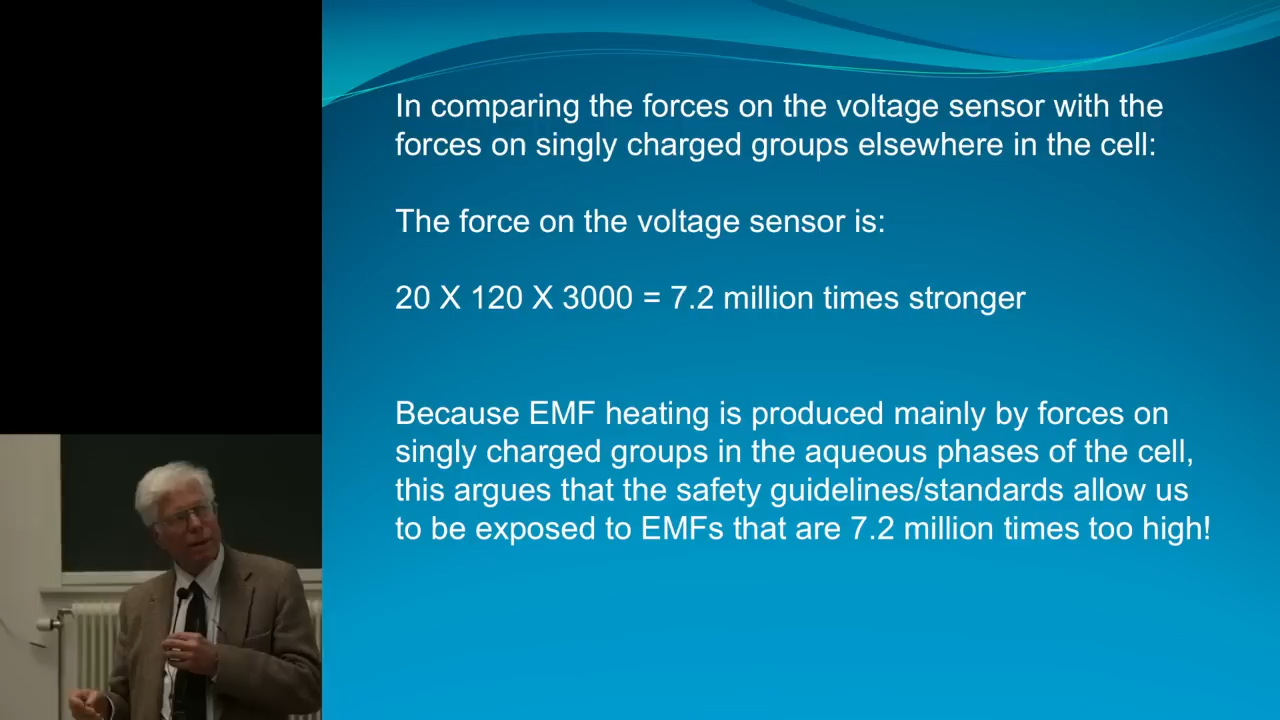 In comparing the forces on the voltage sensor with the
forces on singly charged groups elsewhere in the cell:
The force on the voltage sensor is:
20 X 120 X 3000 = 7.2 million times stronger
Because EMF heating is produced mainly by forces on
singly charged groups in the aqueous phases of the cell,
this argues that the safety guidelines/standards allow us
to be exposed to EMFs that are 7.2 million times too high!